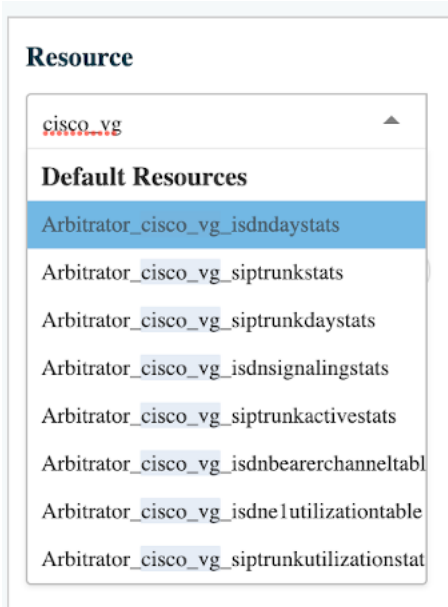 Resource
cisco_vg
Default Resources
Arbitrator_cisco_vg_isdndaystats
Arbitrator_cisco_vg_siptrunkstats
Arbitrator_cisco_vg_siptrunkdaystats
Arbitrator_cisco_vg_isdnsignalingstats
Arbitrator_cisco_vg_siptrunkactivestats
Arbitrator_cisco_vg_isdnbearerchanneltabl
Arbitrator_cisco_vg_isdne1utilizationtable
Arbitrator_cisco_vg_siptrunkutilizationstat